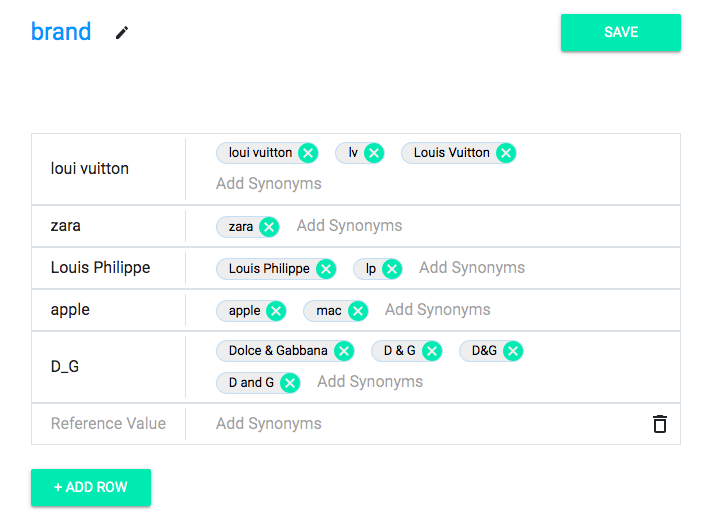 brand
SAVE
loui vuitton
loui vuitton lv Louis Vuitton
Add Synonyms
zara
zara Add Synonyms
Louis Philippe
Louis Philippe lp Add Synonyms
apple
apple mac Add Synonyms
D_G
Dolce & Gabbana D & G D&G
D and G Add Synonyms
Reference Value
Add Synonyms
+ ADD ROW